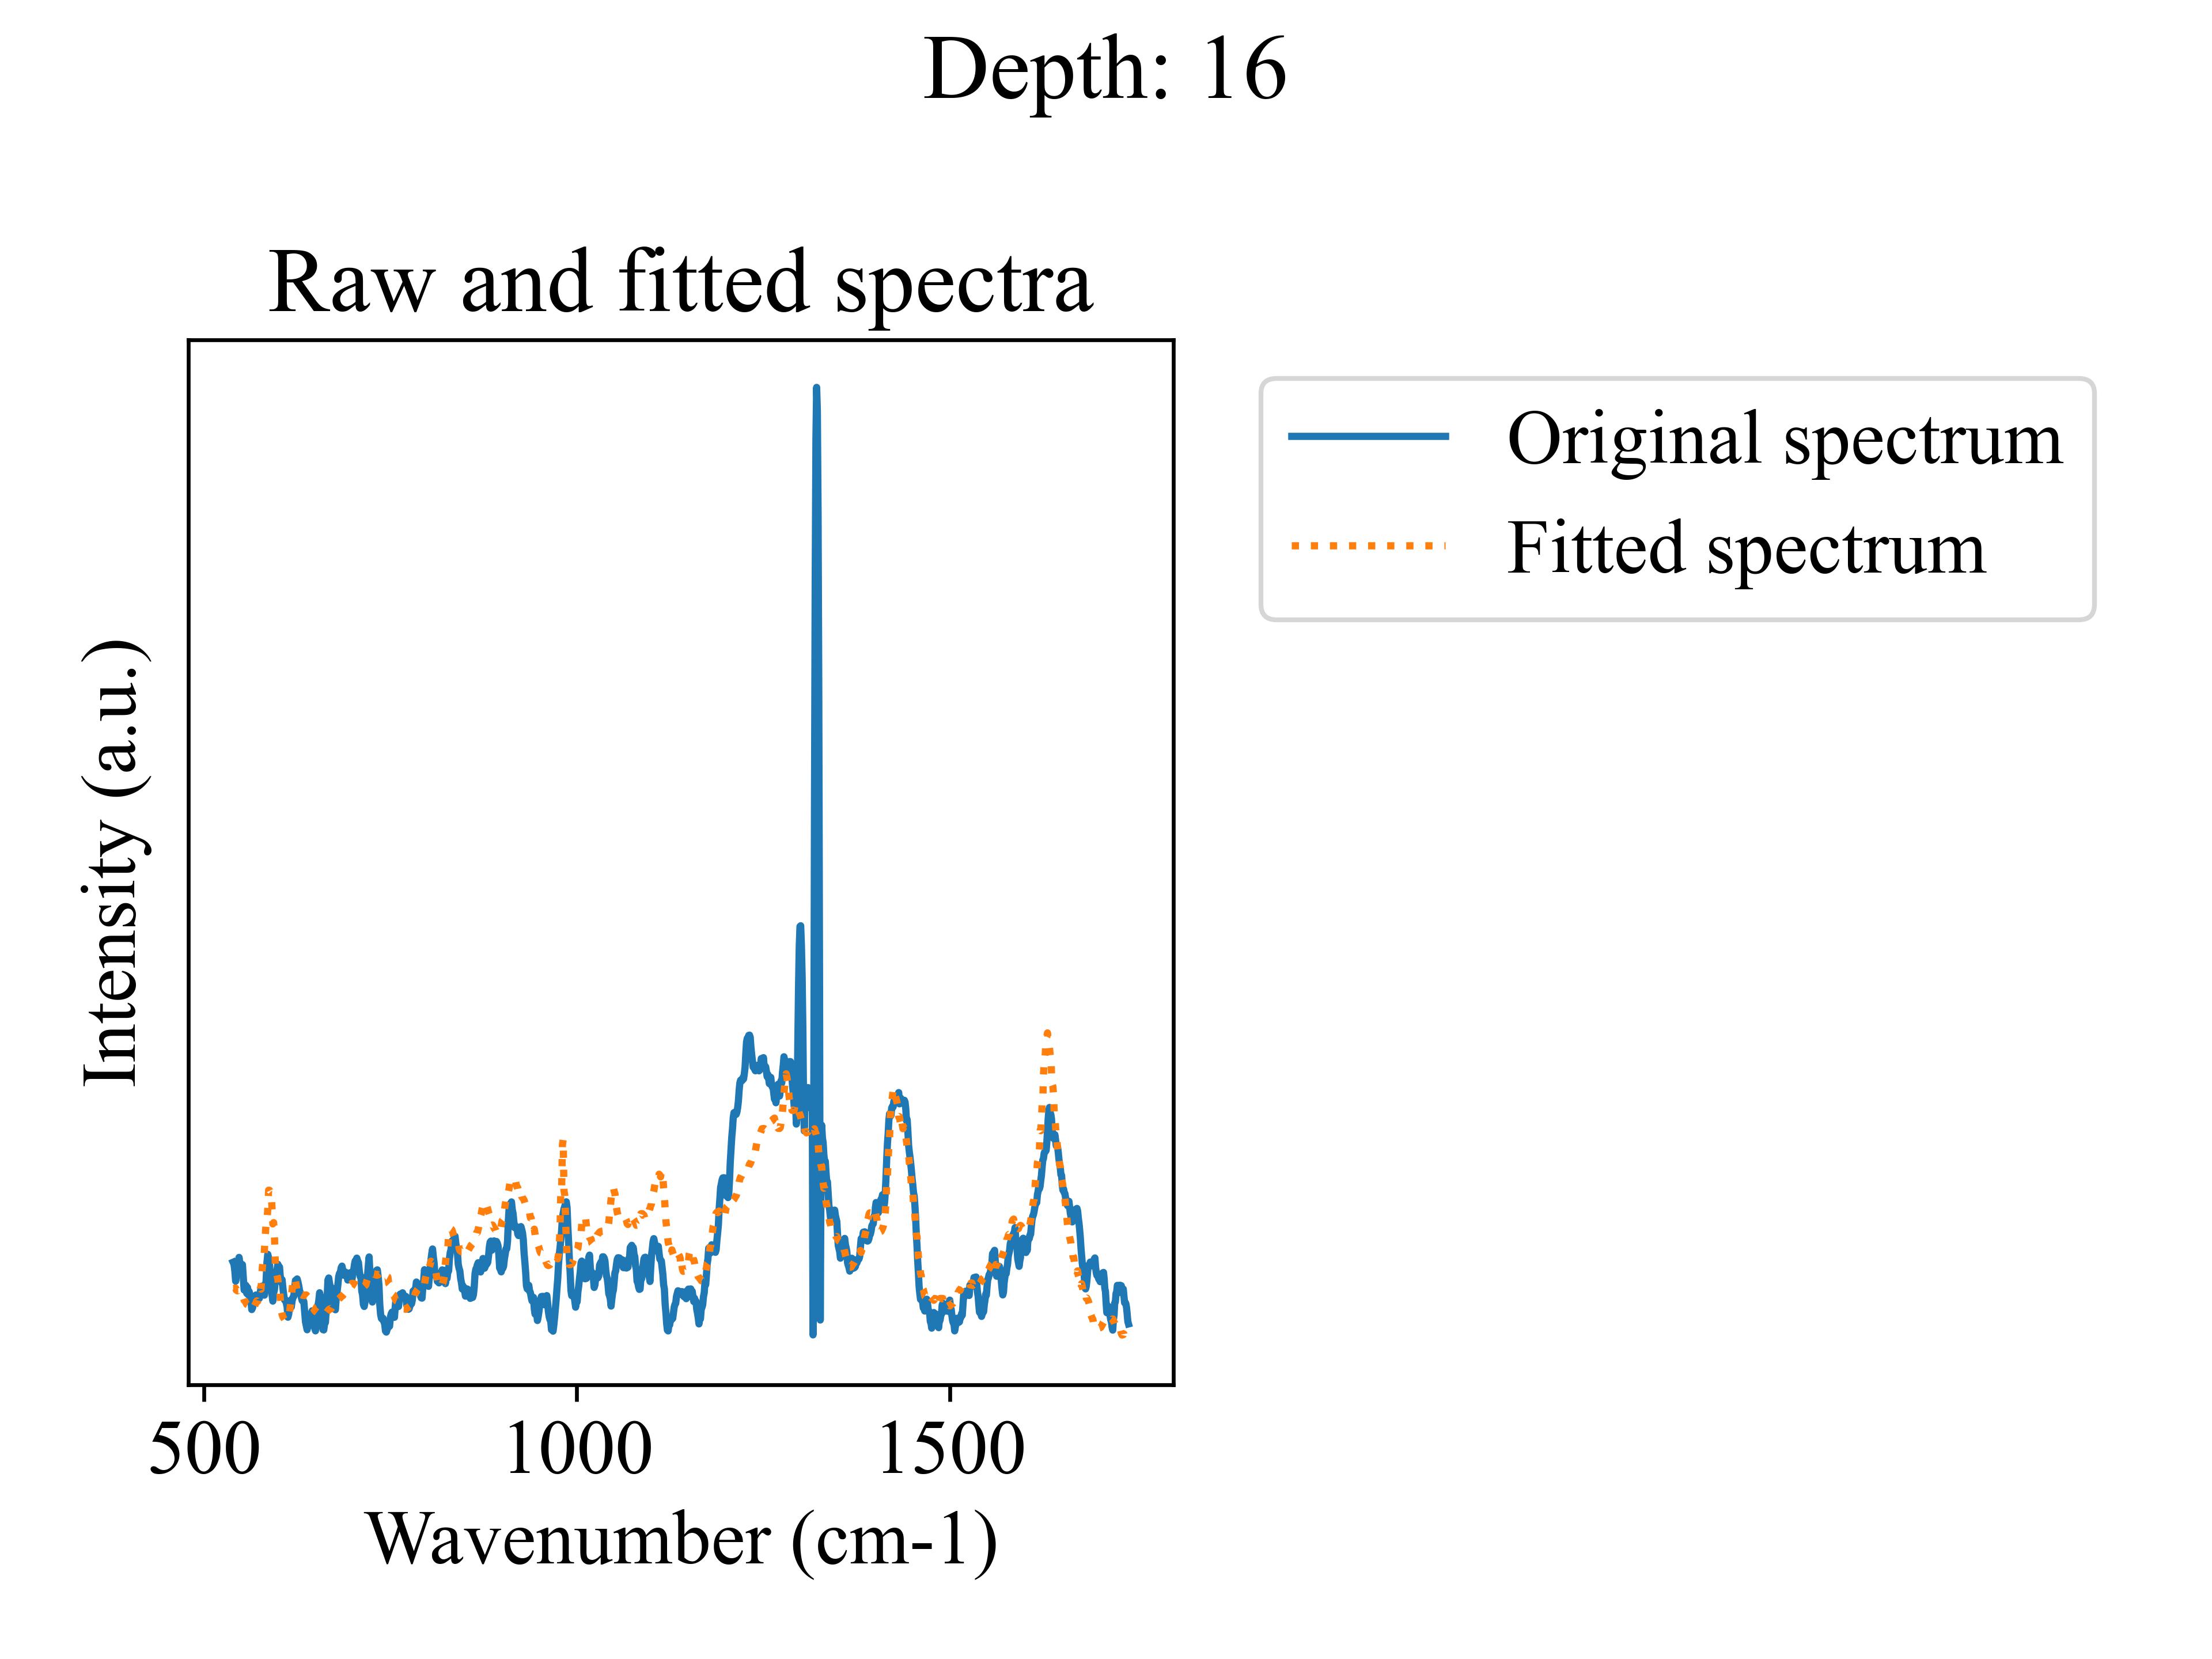 Depth: 16
Raw and fitted spectra
Original spectrum
Fitted spectrum
Intensity (a.u.)
500 1000 1500
Wavenumber (cm-1)